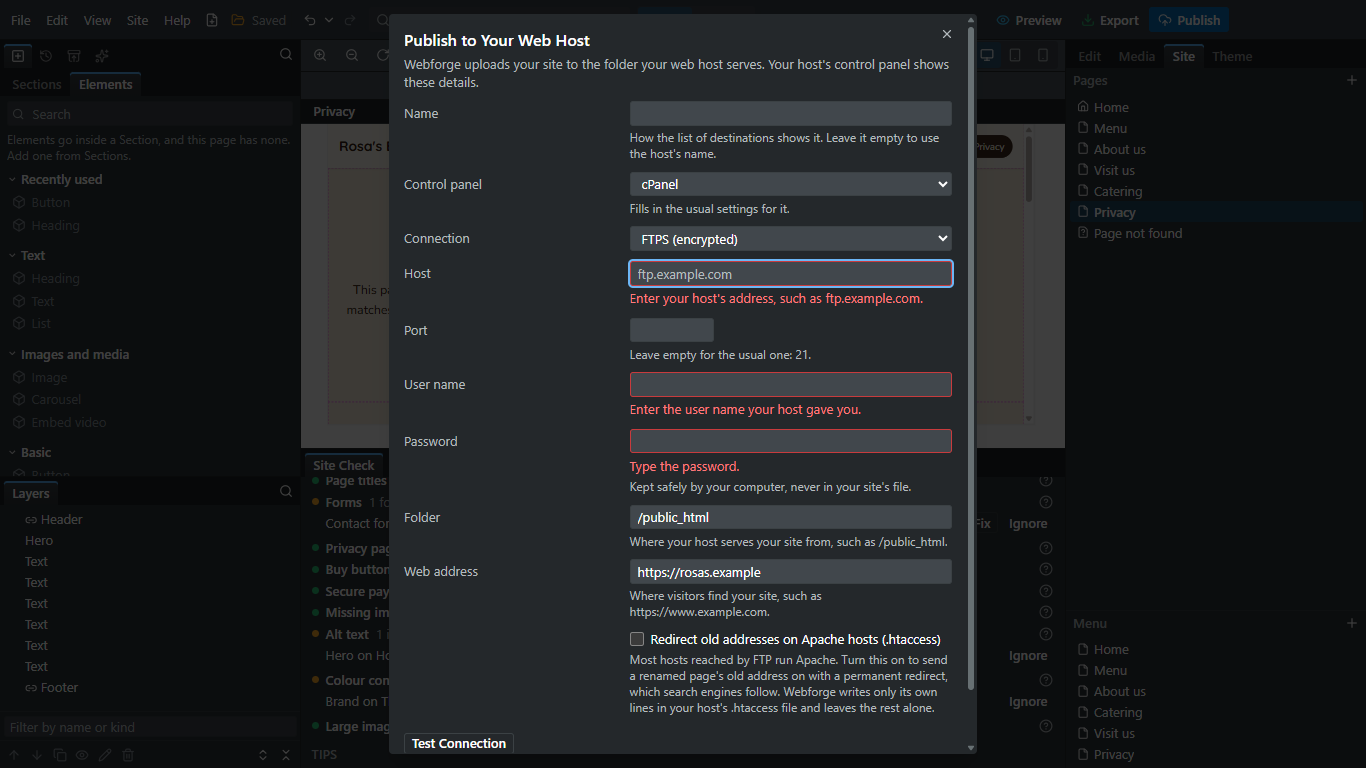 File Edit View Site Help Saved
Preview Export Publish
Publish to Your Web Host
Webforge uploads your site to the folder your web host serves. Your host's control panel shows
these details.
Name
How the list of destinations shows it. Leave it empty to use
the host's name.
Control panel
cPanel
Fills in the usual settings for it.
Connection
FTPS (encrypted)
Host
ftp.example.com
Enter your host's address, such as ftp.example.com.
Port
Leave empty for the usual one: 21.
User name
Enter the user name your host gave you.
Password
Type the password.
Kept safely by your computer, never in your site's file.
Folder
/public_html
Where your host serves your site from, such as /public_html.
Web address
https://rosas.example
Where visitors find your site, such as
https://www.example.com.
Redirect old addresses on Apache hosts (.htaccess)
Most hosts reached by FTP run Apache. Turn this on to send
a renamed page's old address on with a permanent redirect,
which search engines follow. Webforge writes only its own
lines in your host's .htaccess file and leaves the rest alone.
Test Connection
Sections Elements
Search
Elements go inside a Section, and this page has none.
Add one from Sections.
Recently used
Button
Heading
Text
Heading
Text
List
Images and media
Image
Carousel
Embed video
Basic
Button
Layers
Header
Hero
Text
Text
Text
Text
Text
Text
Footer
Filter by name or kind
Privacy
Rosa's
Privacy
This
matches
Site Check
Page titles
Forms
Contact
Fix Ignore
Privacy
Buy
Secure
Missing
Alt text
Hero on
Ignore
Colour
Brand on
Ignore
Large
TIPS
Edit Media Site Theme
Pages
Home
Menu
About us
Visit us
Catering
Privacy
Page not found
Menu
Home
Menu
About us
Catering
Visit us
Privacy